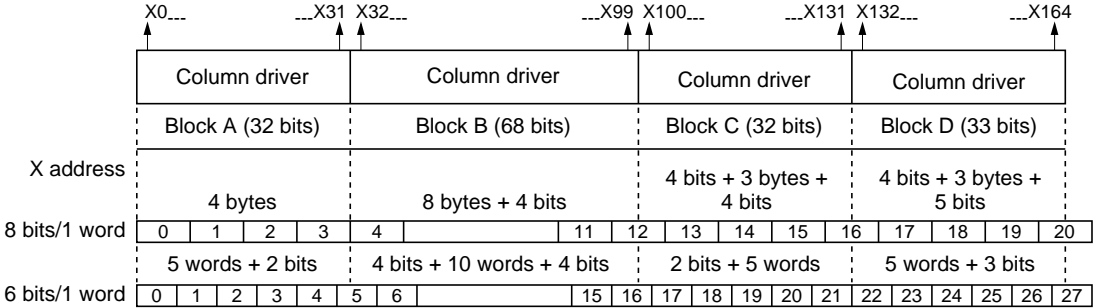 X0... ...X31 X32... ...X99 X100... ...X131 X132... ...X164
Column driver Column driver Column driver Column driver
Block A (32 bits) Block B (68 bits) Block C (32 bits) Block D (33 bits)
X address
4 bits + 3 bytes + 4 bits + 3 bytes +
4 bytes 8 bytes + 4 bits 4 bits 5 bits
8 bits/1 word 0 1 2 3 4 11 12 13 14 15 16 17 18 19 20
5 words + 2 bits 4 bits + 10 words + 4 bits 2 bits + 5 words 5 words + 3 bits
6 bits/1 word 0 1 2 3 4 5 6 15 16 17 18 19 20 21 22 23 24 25 26 27